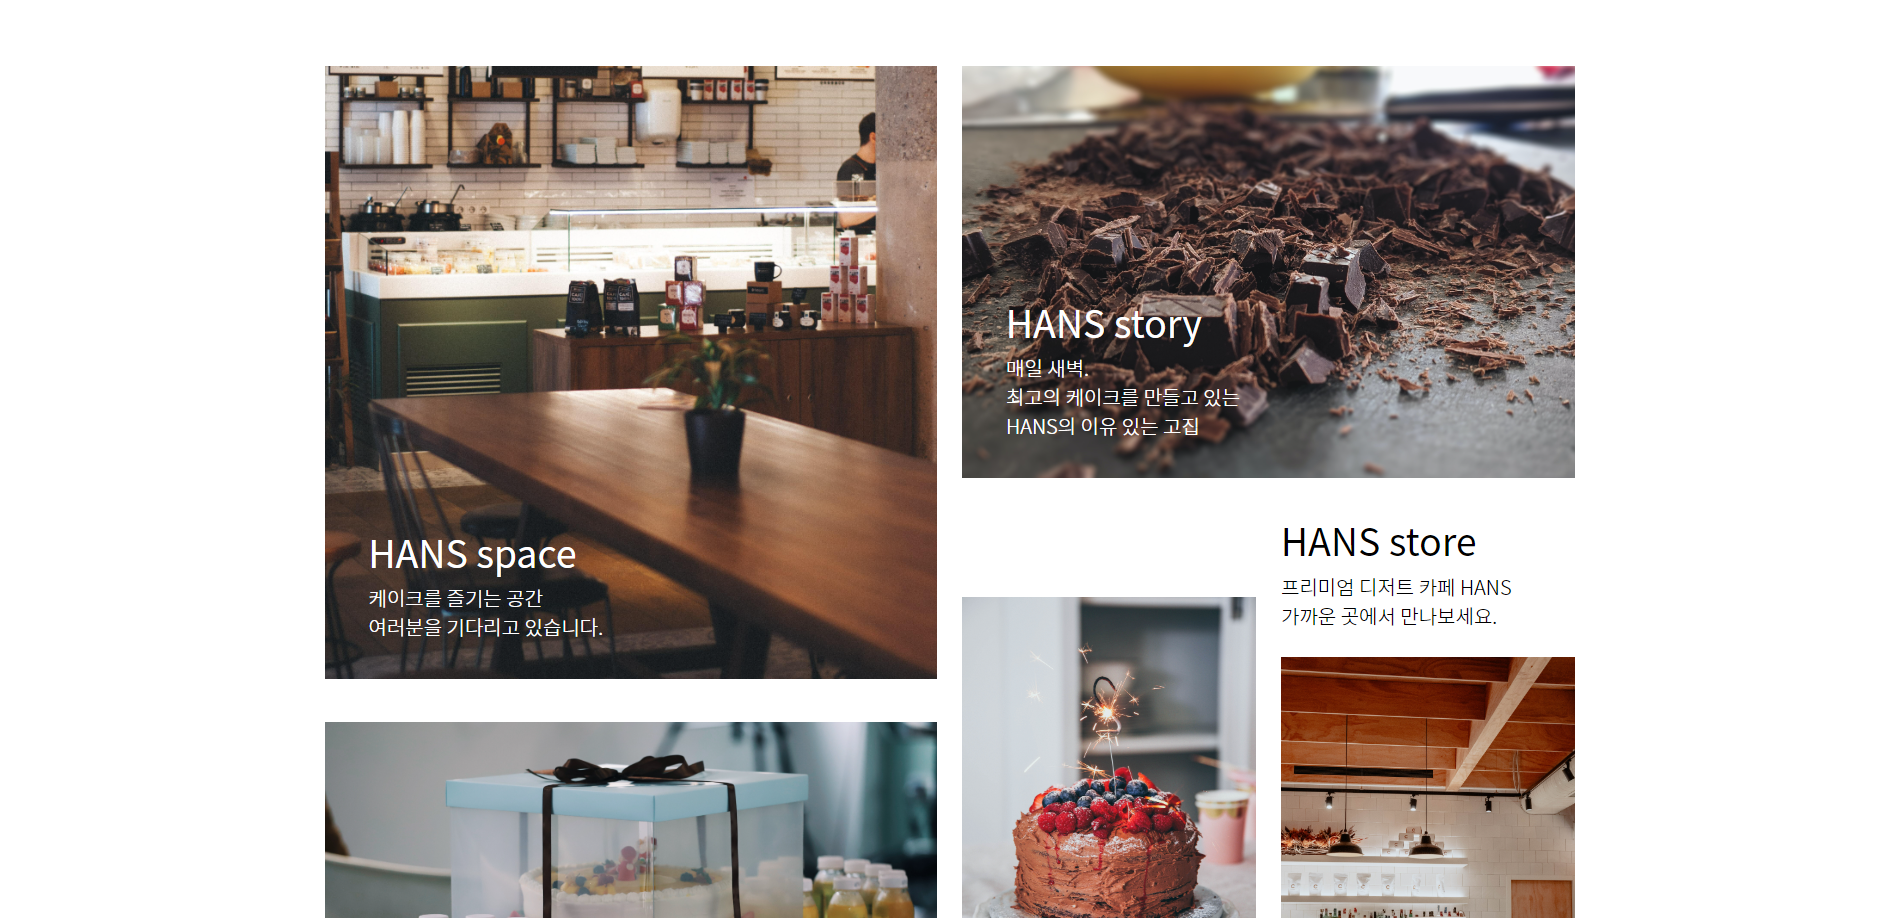 HANS space
케이크를 즐기는 공간
여러분을 기다리고 있습니다.
HANS story
매일 새벽.
최고의 케이크를 만들고 있는
HANS의 이유 있는 고집
HANS store
프리미엄 디저트 카페 HANS
가까운 곳에서 만나보세요.